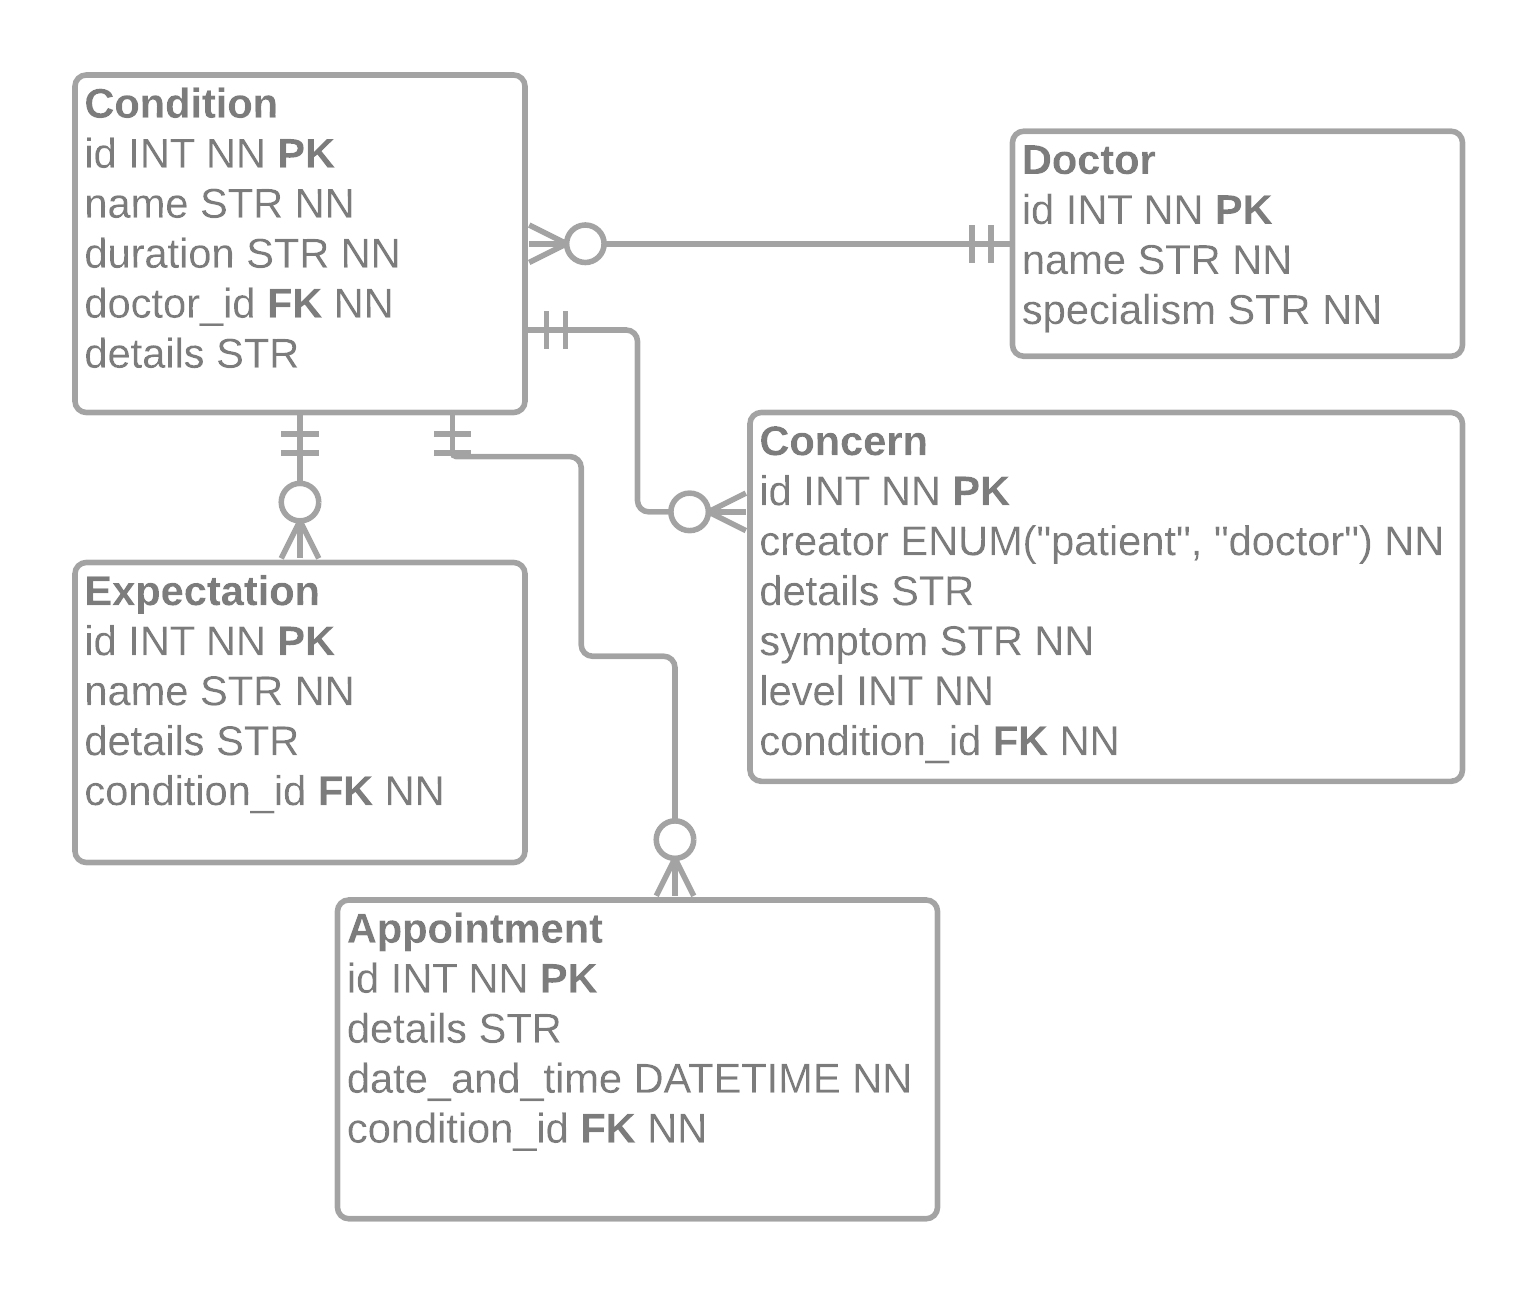 Condition
id INT NN PK
name STR NN
duration STR NN
doctor_id FK NN
details STR
Doctor
id INT NN PK
name STR NN
specialism STR NN
Concern
id INT NN PK
creator ENUM("patient", "doctor") NN
details STR
symptom STR NN
level INT NN
condition_id FK NN
Expectation
id INT NN PK
name STR NN
details STR
condition_id FK NN
Appointment
id INT NN PK
details STR
date_and_time DATETIME NN
condition_id FK NN